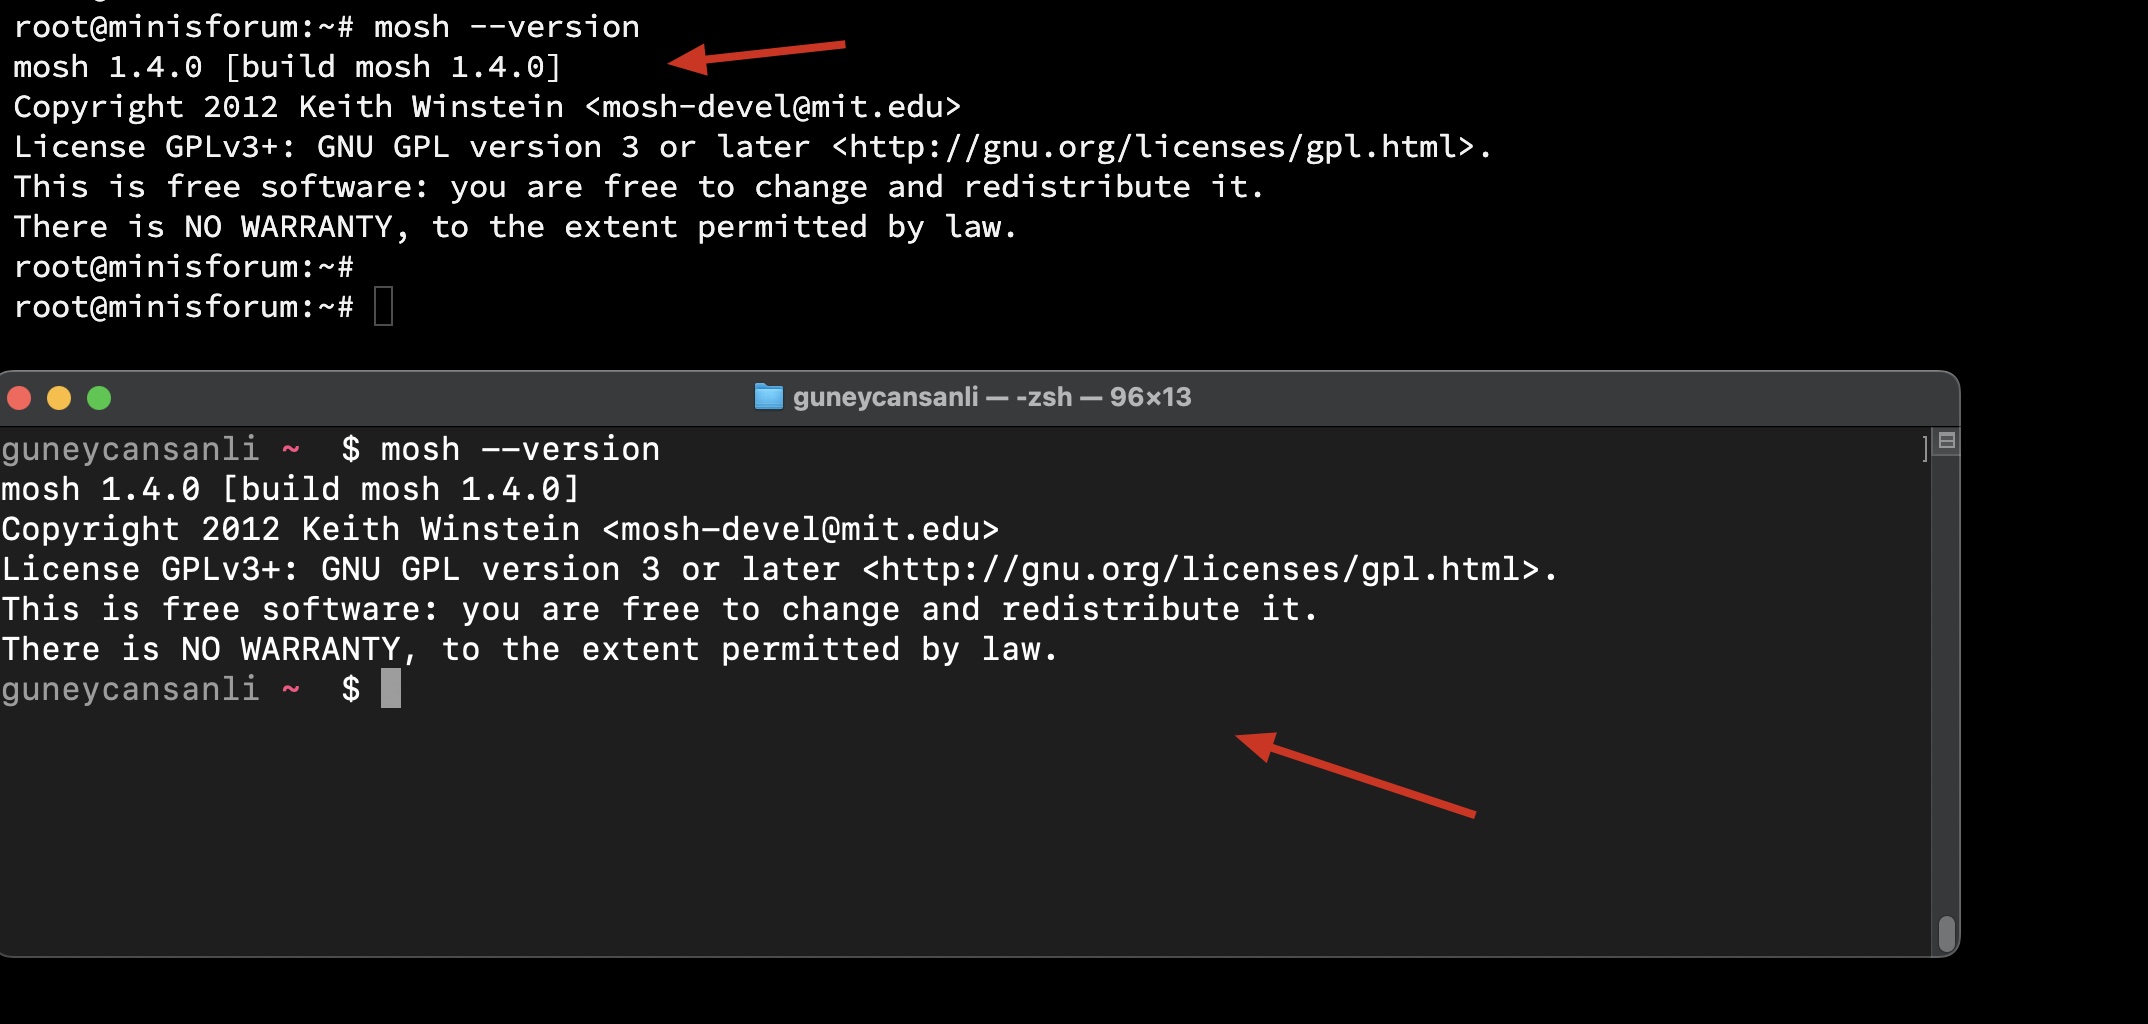 root@minisforum:~# mosh --version
mosh 1.4.0 [build mosh 1.4.0]
Copyright 2012 Keith Winstein <mosh-devel@mit.edu>
License GPLv3+: GNU GPL version 3 or later <http://gnu.org/licenses/gpl.html>.
This is free software: you are free to change and redistribute it.
There is NO WARRANTY, to the extent permitted by law.
root@minisforum:~#
root@minisforum:~#
guneycansanli — -zsh — 96×13
guneycansanli ~  $ mosh --version
mosh 1.4.0 [build mosh 1.4.0]
Copyright 2012 Keith Winstein <mosh-devel@mit.edu>
License GPLv3+: GNU GPL version 3 or later <http://gnu.org/licenses/gpl.html>.
This is free software: you are free to change and redistribute it.
There is NO WARRANTY, to the extent permitted by law.
guneycansanli ~  $